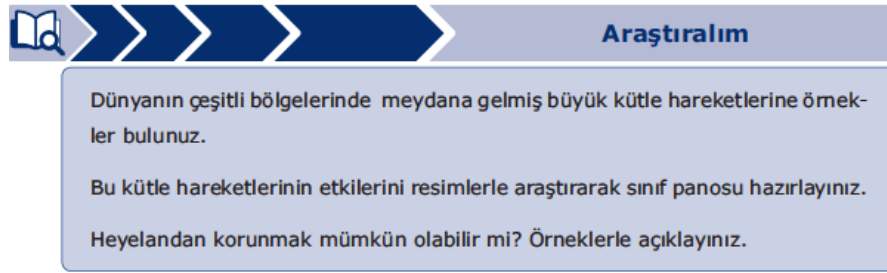 Araştıralım
Dünyanın çeşitli bölgelerinde meydana gelmiş büyük kütle hareketlerine örnek-
ler bulunuz.
Bu kütle hareketlerinin etkilerini resimlerle araştırarak sınıf panosu hazırlayınız.
Heyelandan korunmak mümkün olabilir mi? Örneklerle açıklayınız.